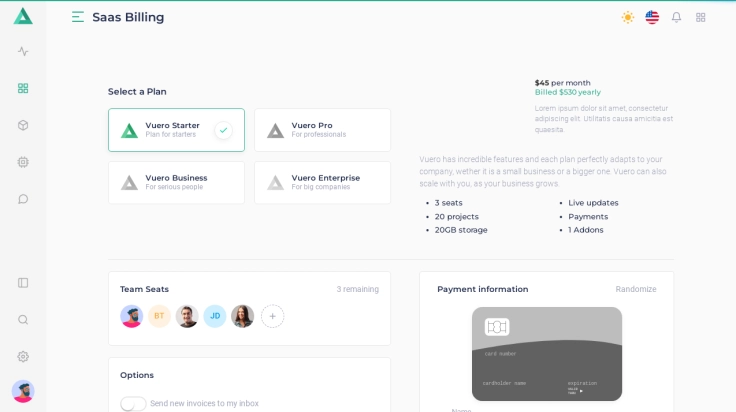 Saas Billing
Select a Plan
Vuero Starter
Plan for starters
Vuero Pro
For professionals
Vuero Business
For serious people
Vuero Enterprise
For big companies
$45 per month
Billed $530 yearly
Lorem ipsum dolor sit amet, consectetur
adipiscing elit. Utilitatis causa amicitia est
quaesita.
Vuero has incredible features and each plan perfectly adapts to your
company, wether it is a small business or a bigger one. Vuero can also
scale with you, as your business grows.
3 seats
20 projects
20GB storage
Live updates
Payments
1 Addons
Team Seats
3 remaining
BT
JD
Options
Send new invoices to my inbox
Payment information
Randomize
card number
cardholder name
expiration
Name